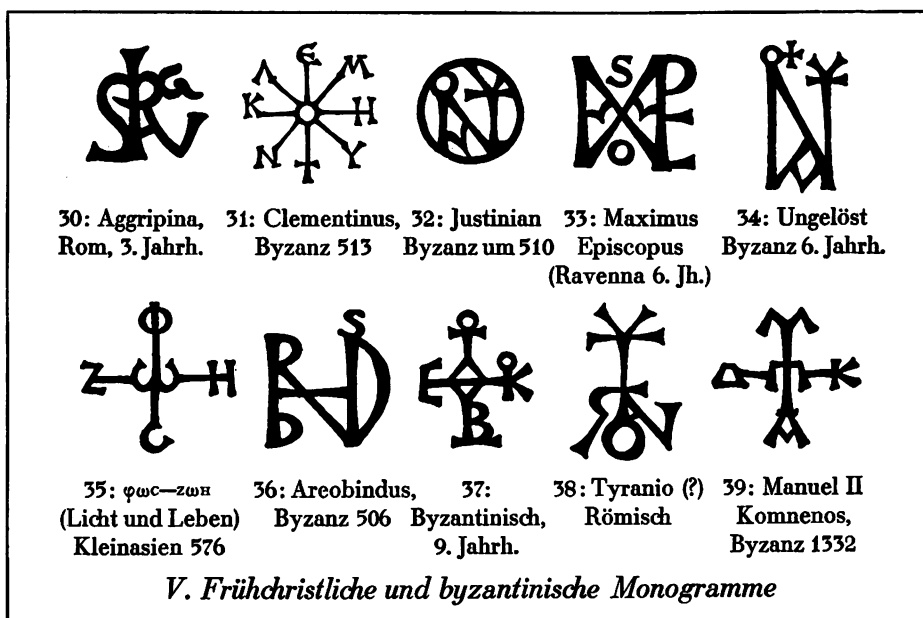 30: Aggripina, Rom, 3. Jahrh.
31: Clementinus, Byzanz 513
32: Justinian Byzanz um 510
33: Maximus Episcopus (Ravenna 6. Jh.)
34: Ungelöst Byzanz 6. Jahrh.
35: φωc—zωн (Licht und Leben) Kleinasien 576
36: Areobindus, Byzanz 506
37: Byzantinisch, 9. Jahrh.
38: Tyranio (?) Römisch
39: Manuel II Komnenos, Byzanz 1332
V. Frühchristliche und byzantinische Monogramme